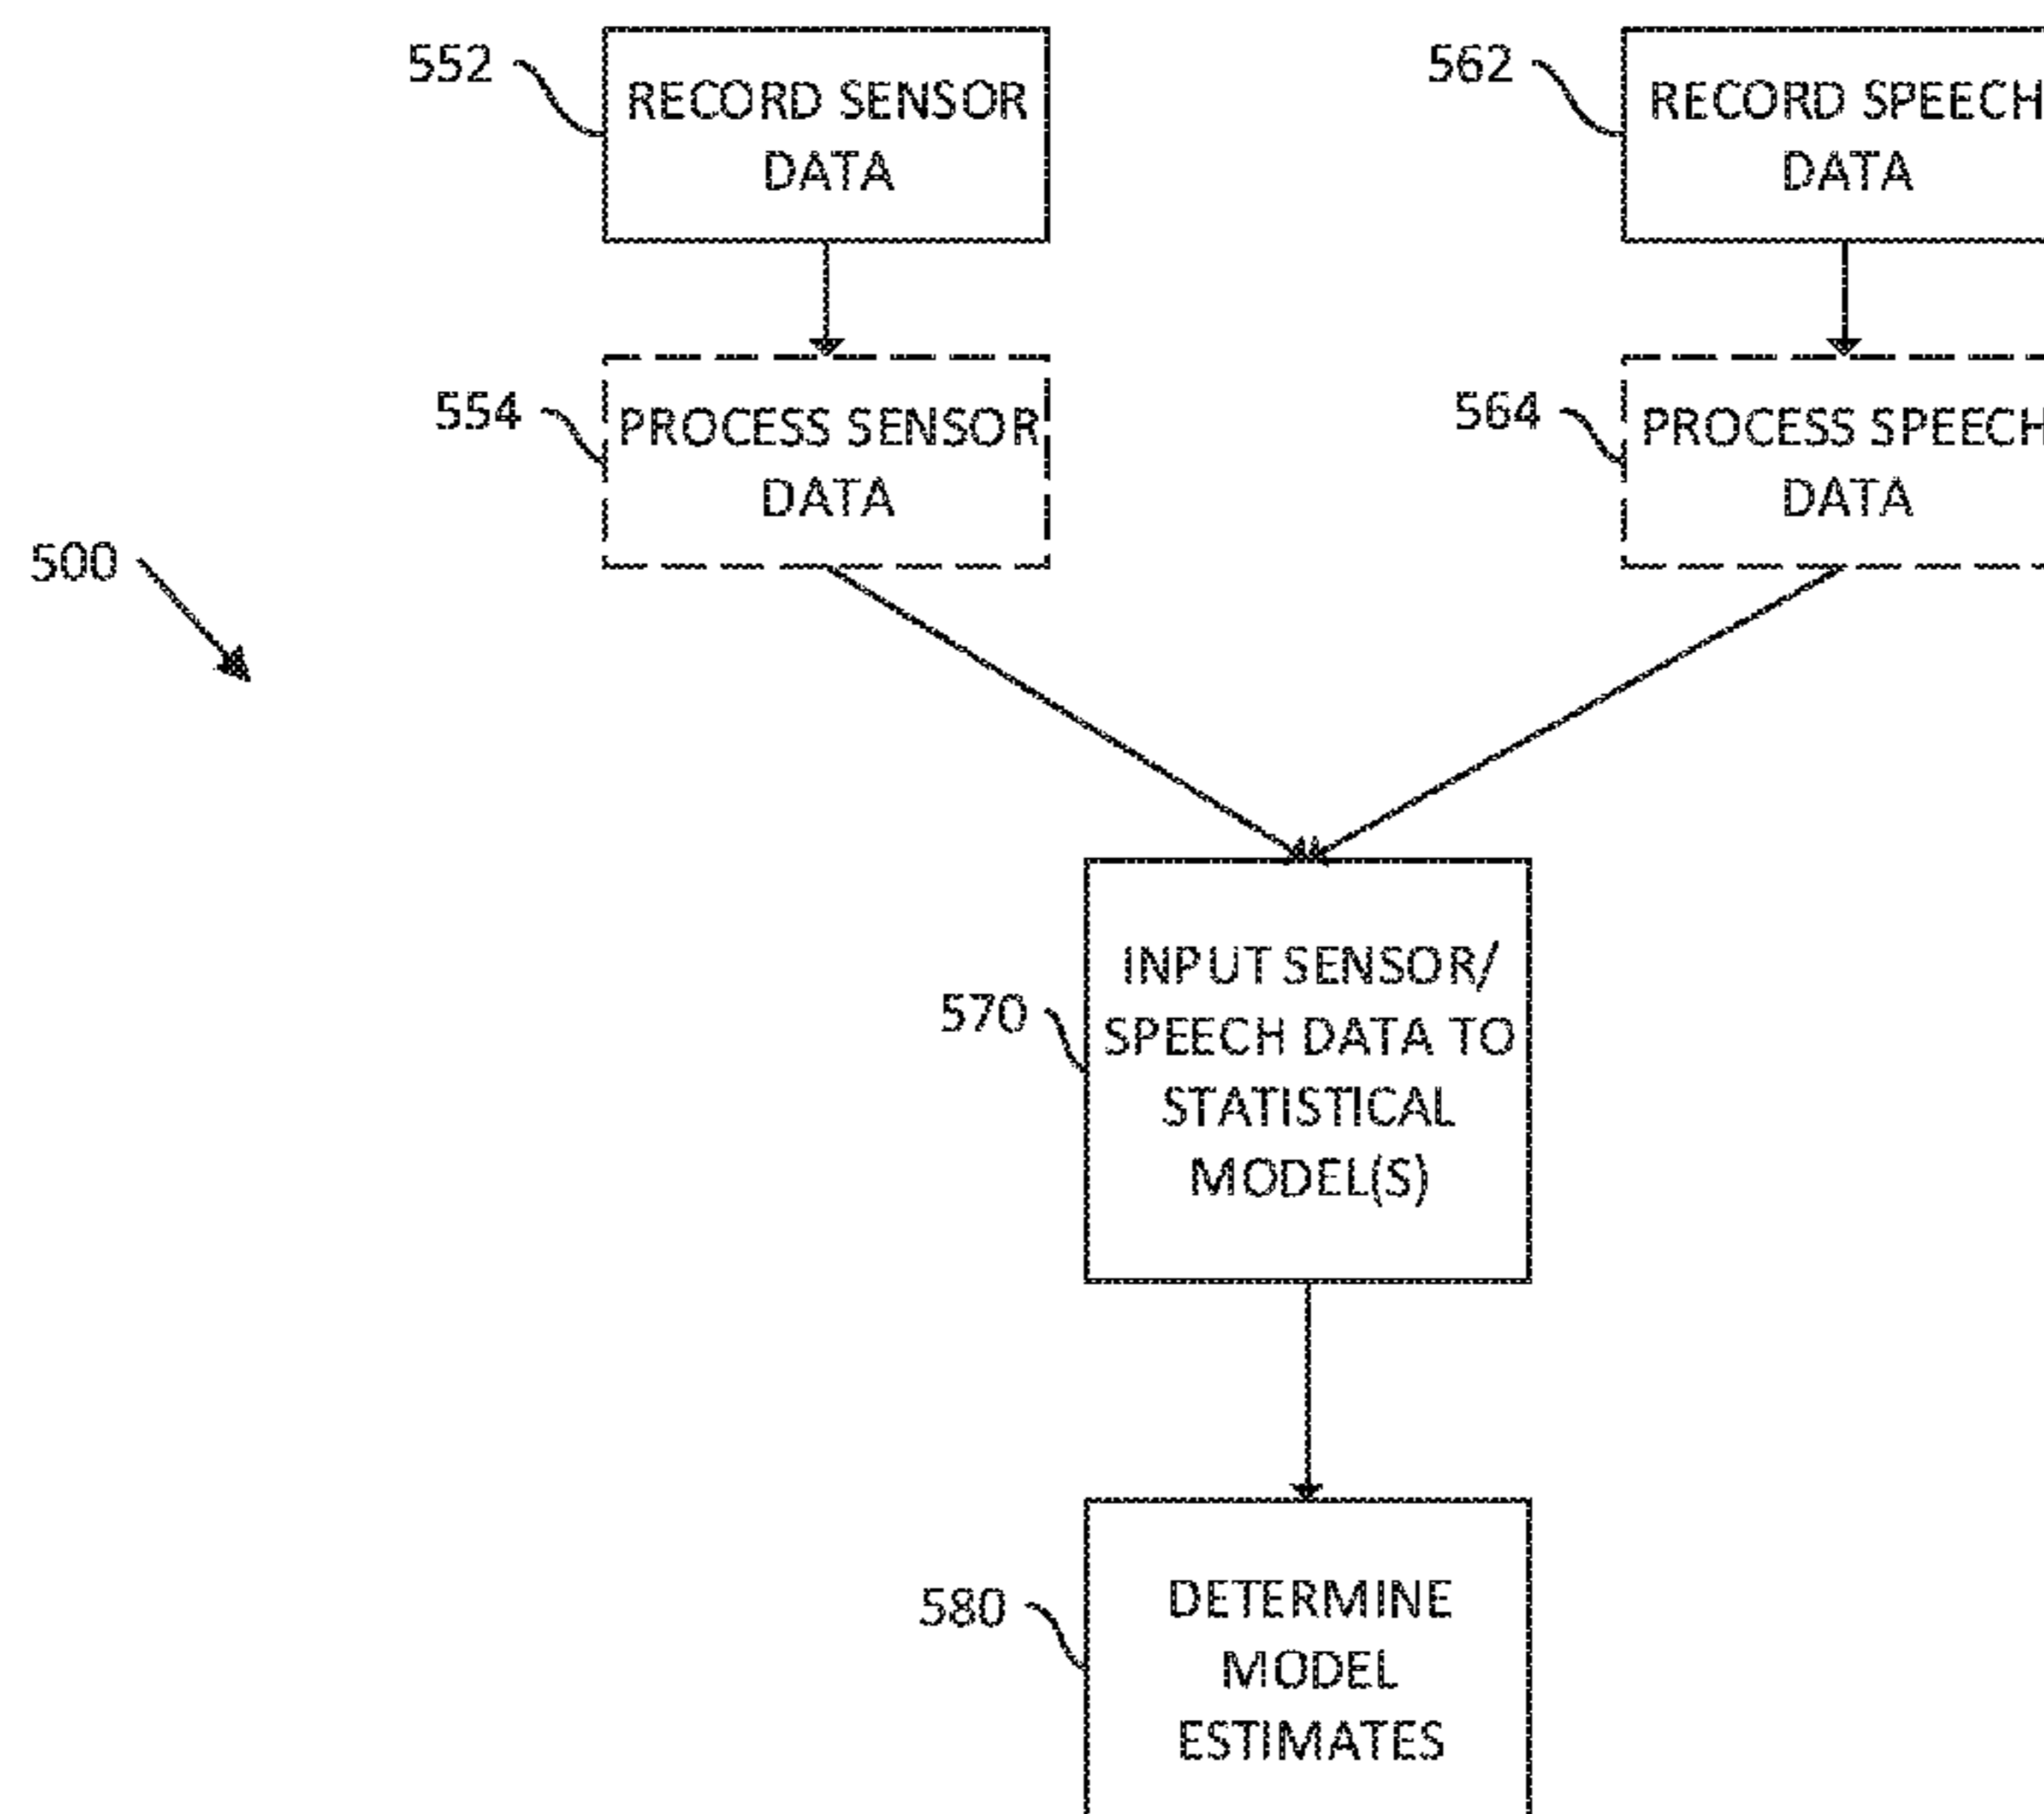 552
RECORD SENSOR
DATA
562
RECORD SPEECH
DATA
554
PROCESS SENSOR
DATA
564
PROCESS SPEECH
DATA
500
570
INPUT SENSOR/
SPEECH DATA TO
STATISTICAL
MODEL(S)
580
DETERMINE
MODEL
ESTIMATES